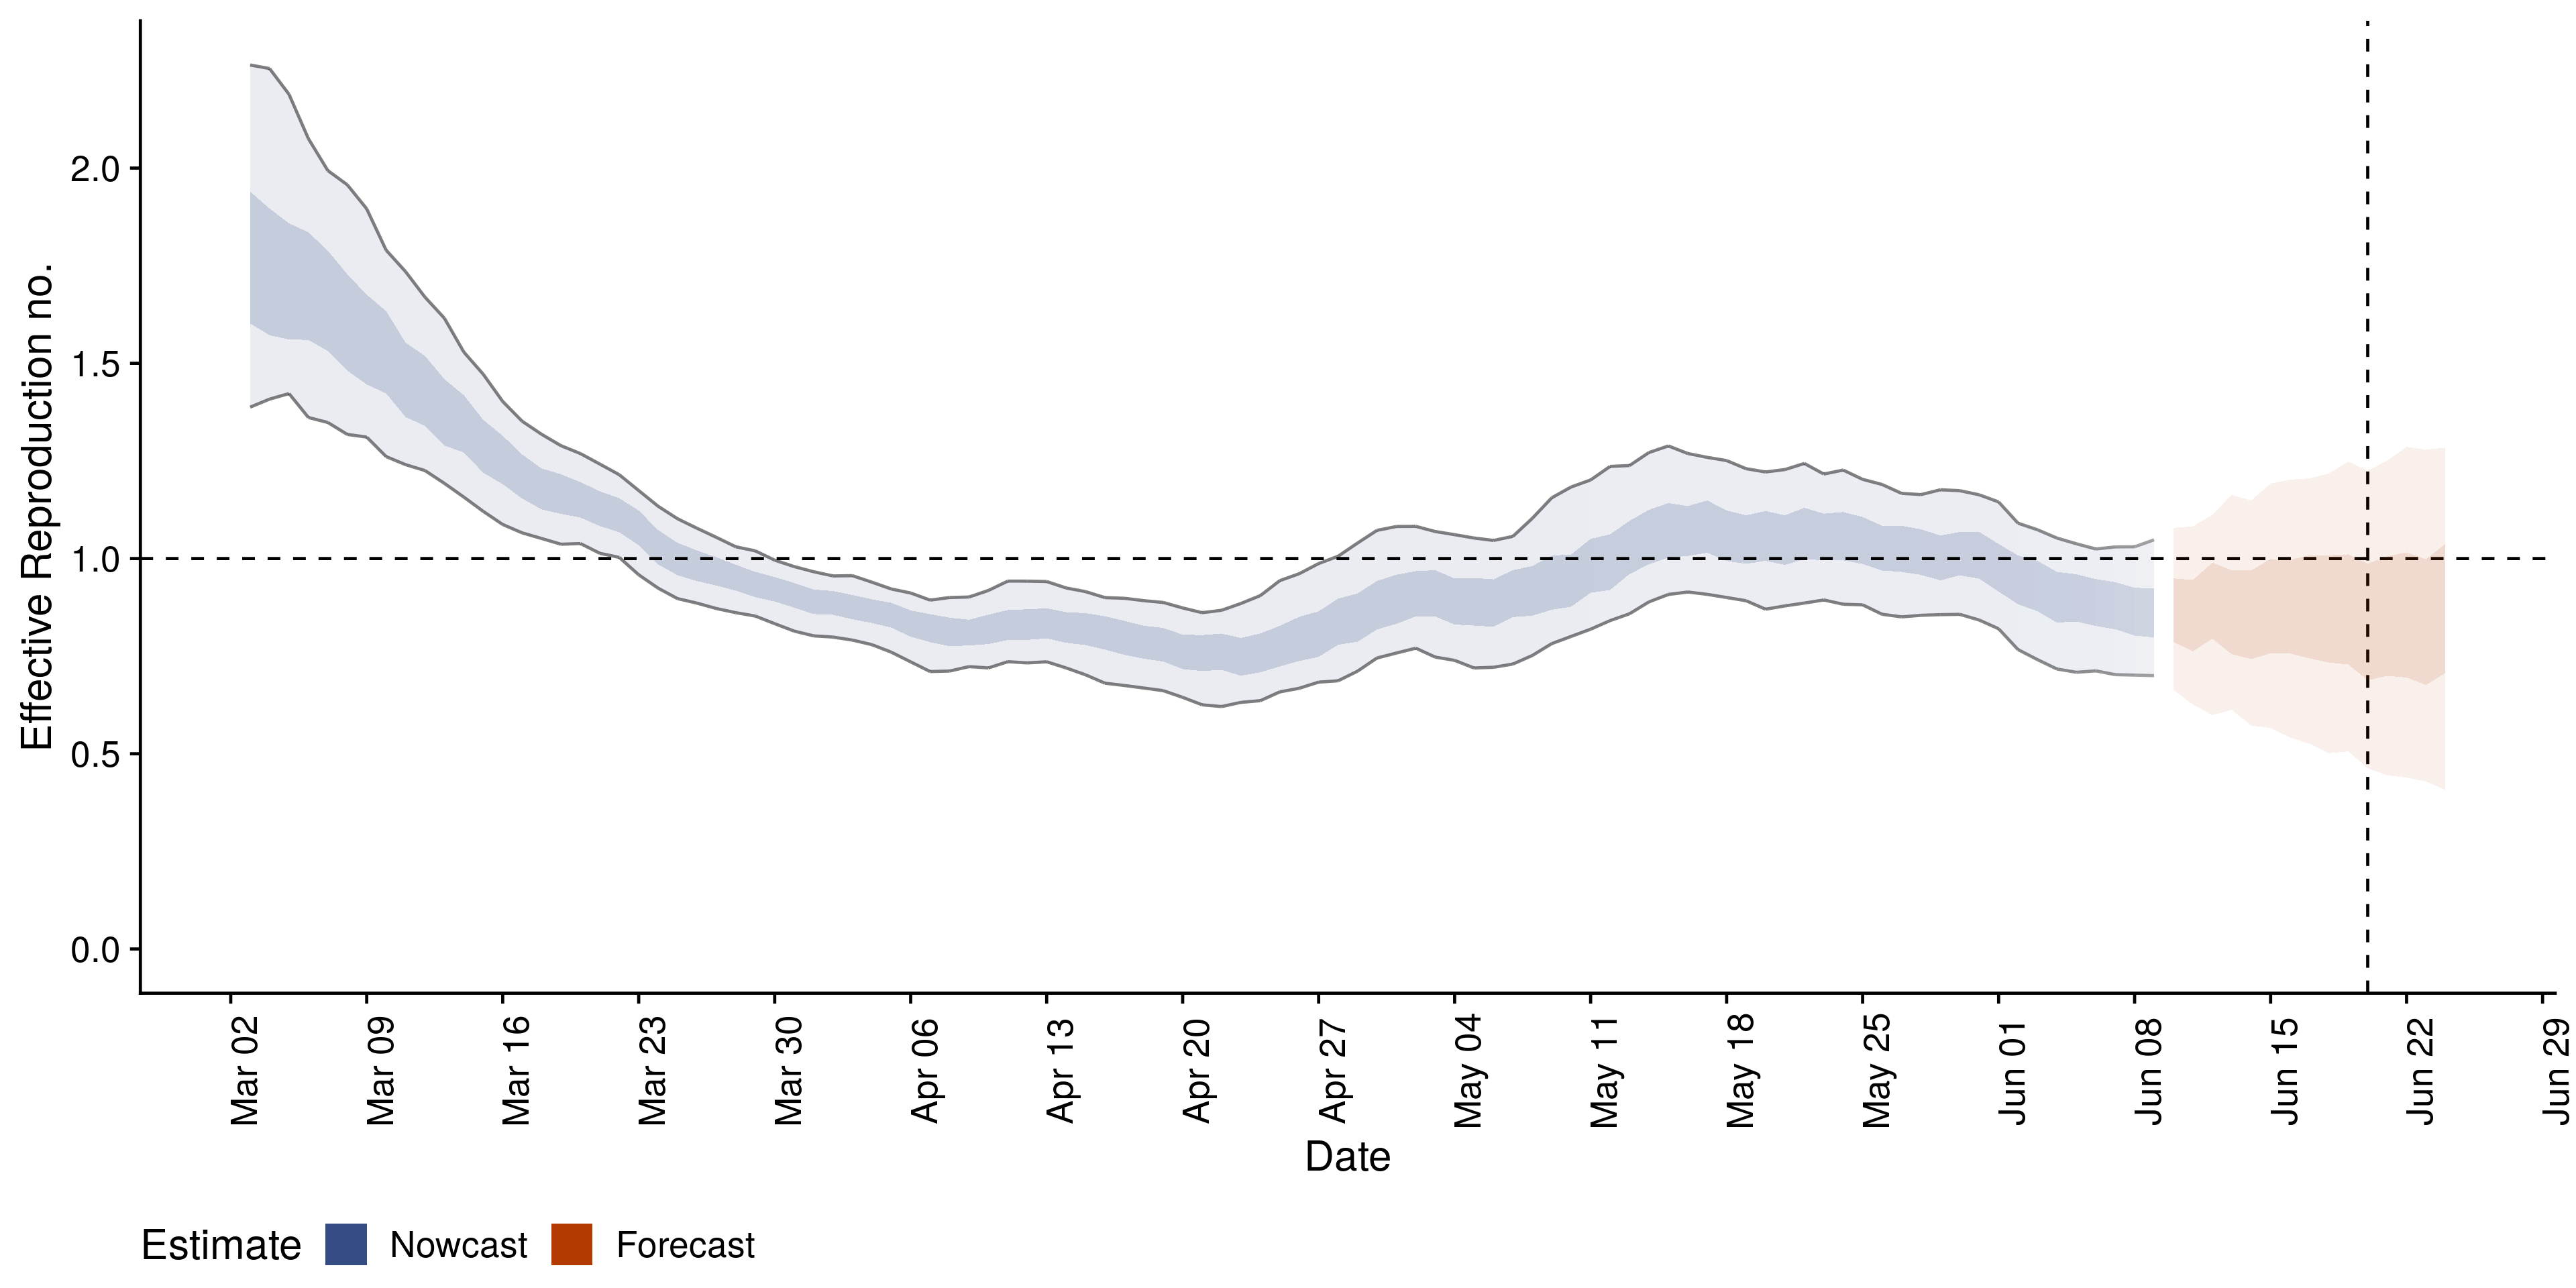 Effective Reproduction no.
2.0
1.5
1.0
0.5
0.0
Mar 02
Mar 09
Mar 16
Mar 23
Mar 30
Apr 06
Apr 13
Apr 20
Apr 27
May 04
May 11
May 18
May 25
Jun 01
Jun 08
Jun 15
Jun 22
Jun 29
Date
Estimate Nowcast Forecast